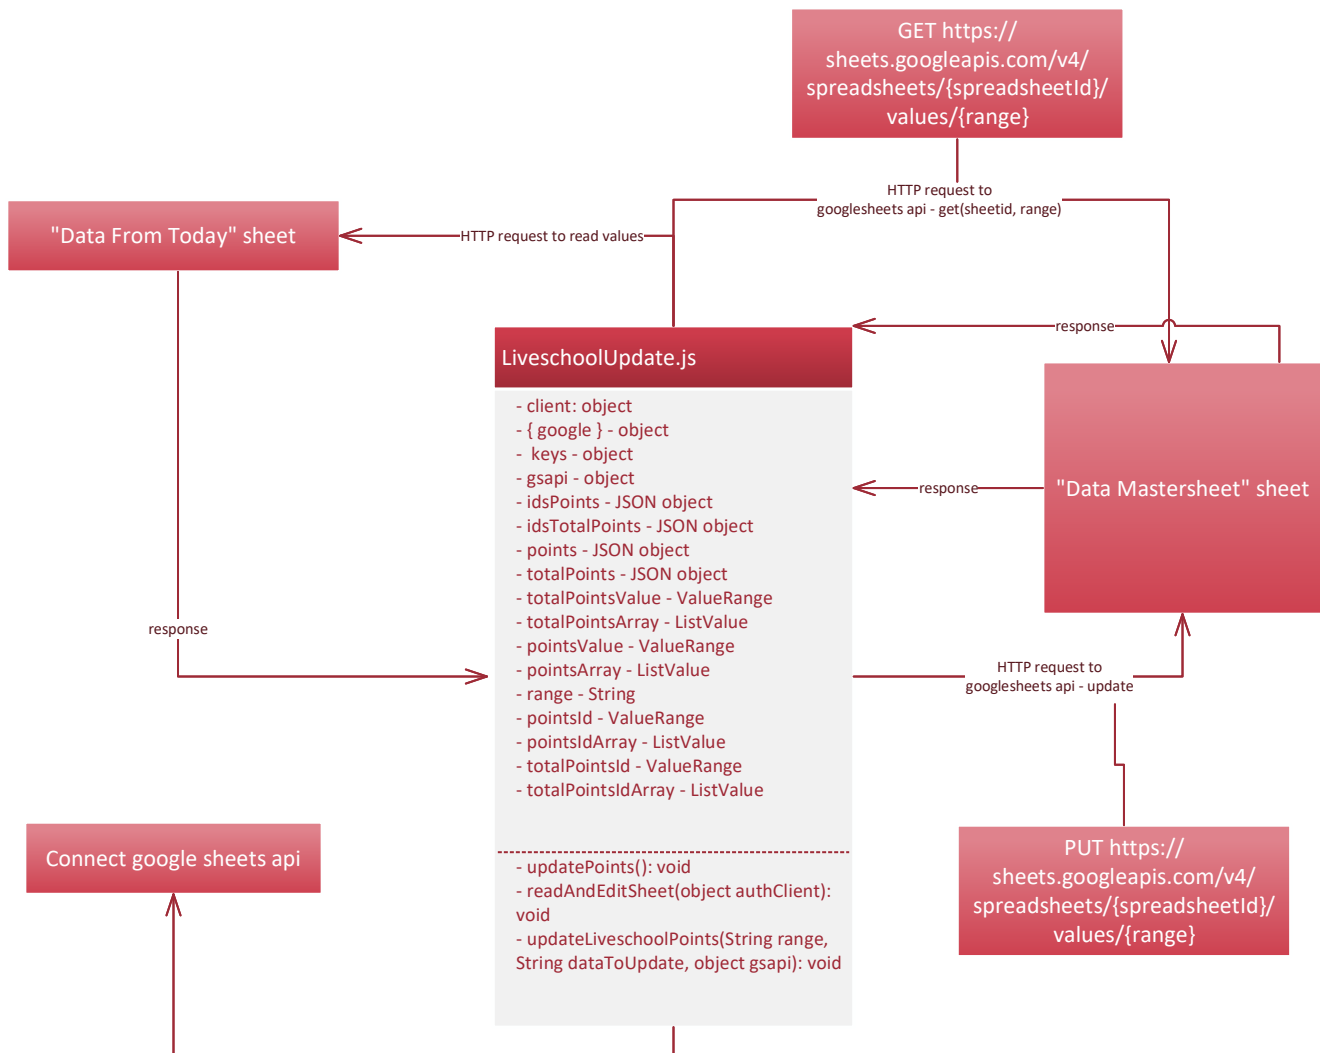 GET https://
sheets.googleapis.com/v4/
spreadsheets/{spreadsheetId}/
values/{range}
HTTP request to
googlesheets api - get(sheetid, range)
"Data From Today" sheet
HTTP request to read values
response
LiveschoolUpdate.js
- client: object
- { google } - object
- keys - object
- gsapi - object
- idsPoints - JSON object
- idsTotalPoints - JSON object
- points - JSON object
- totalPoints - JSON object
- totalPointsValue - ValueRange
- totalPointsArray - ListValue
- pointsValue - ValueRange
- pointsArray - ListValue
- range - String
- pointsId - ValueRange
- pointsIdArray - ListValue
- totalPointsId - ValueRange
- totalPointsIdArray - ListValue
- updatePoints(): void
- readAndEditSheet(object authClient):
void
- updateLiveschoolPoints(String range,
String dataToUpdate, object gsapi): void
response
"Data Mastersheet" sheet
response
HTTP request to
googlesheets api - update
Connect google sheets api
PUT https://
sheets.googleapis.com/v4/
spreadsheets/{spreadsheetId}/
values/{range}